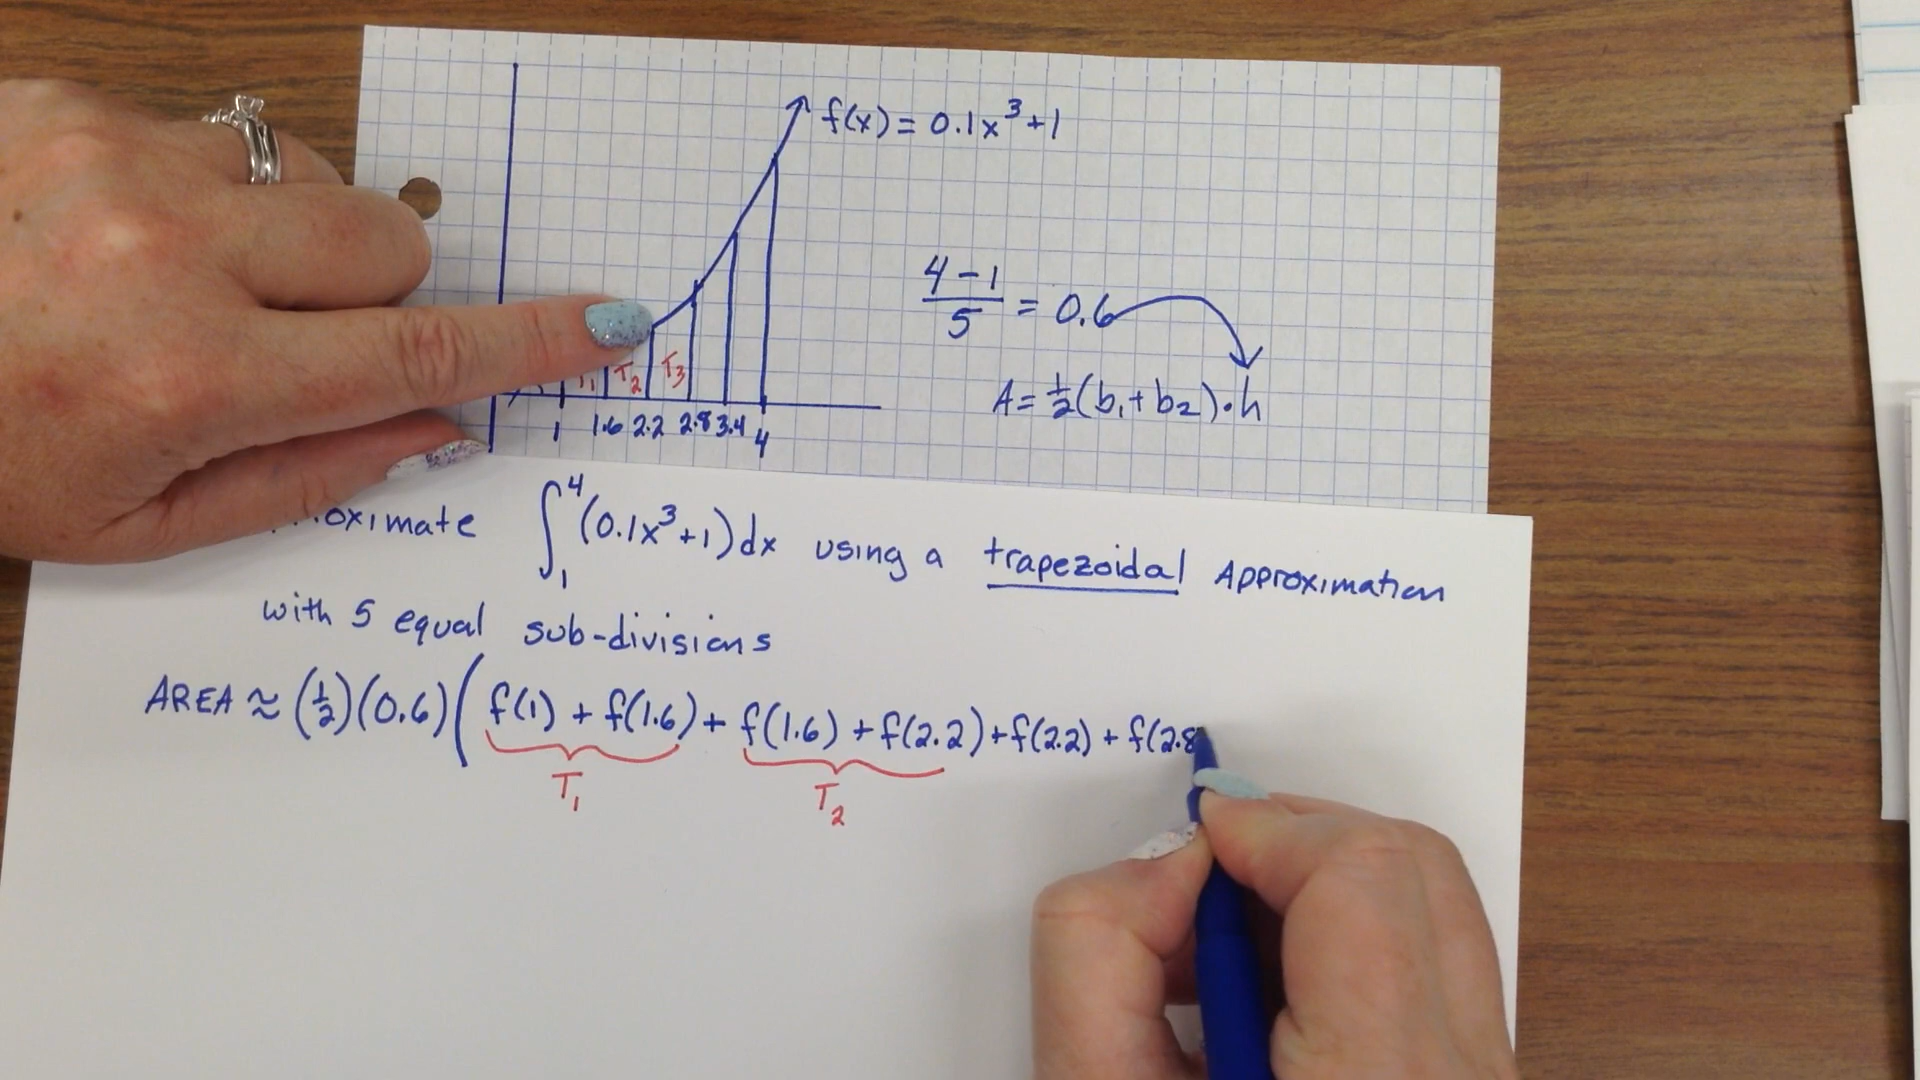 f(x) = 0.1x³+1
4-1/5 = 0.6
A = ½(b₁+b₂)·h
T₁ T₂ T₃
1 1.6 2.2 2.8 3.4 4
∫₁⁴(0.1x³+1)dx using a trapezoidal Approximation
with 5 equal sub-divisions
AREA ≈ (½)(0.6)(f(1) + f(1.6) + f(1.6) + f(2.2) + f(2.2) + f(2.8
T₁ T₂